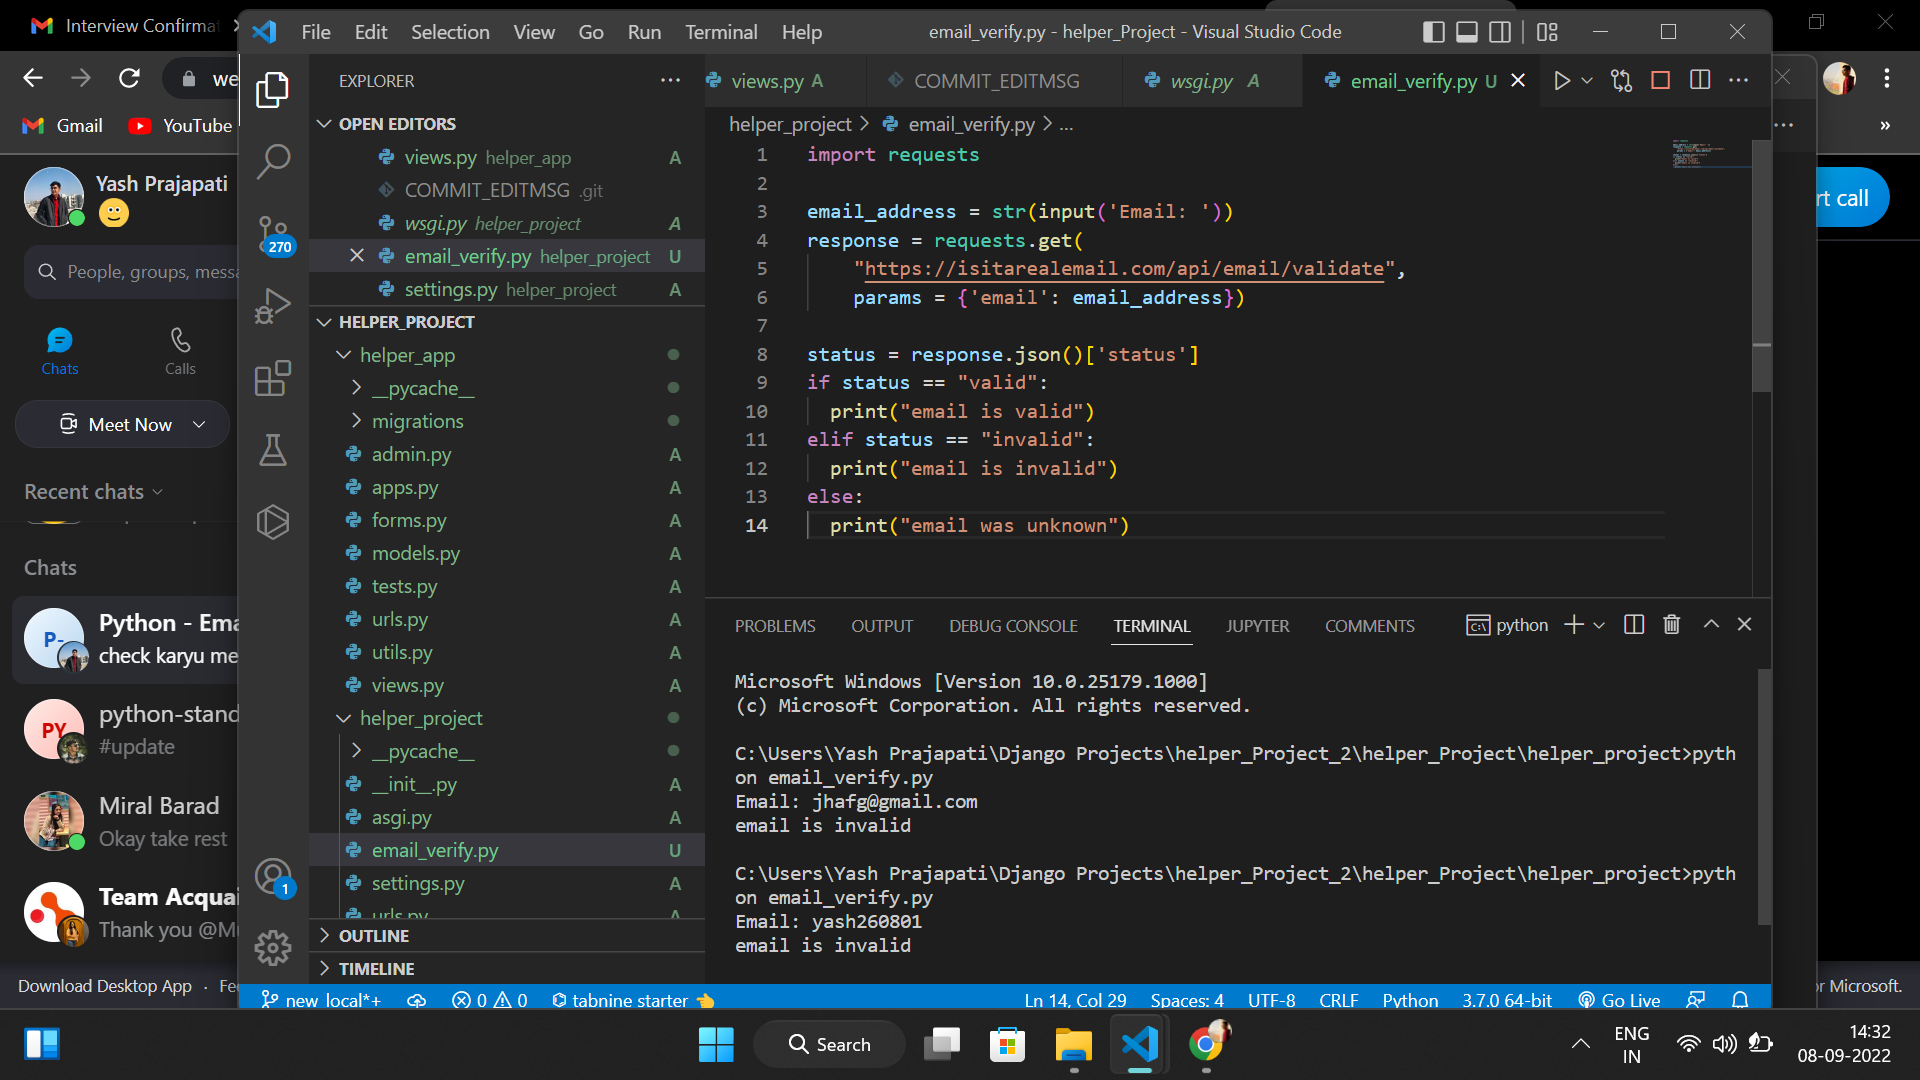 Interview Confirmat
File Edit Selection View Go Run Terminal Help
email_verify.py - helper_Project - Visual Studio Code
we
Gmail YouTube
»
Yash Prajapati
People, groups, messa
Chats Calls
Meet Now
Recent chats
Chats
P-
Python - Ema
check karyu me
PY
python-stand
#update
Miral Barad
Okay take rest
Team Acquai
Download Desktop App · Fe
270
1
EXPLORER
OPEN EDITORS
views.py helper_app A
COMMIT_EDITMSG .git
wsgi.py helper_project A
email_verify.py helper_project U
settings.py helper_project A
HELPER_PROJECT
helper_app
__pycache__
migrations
admin.py A
apps.py A
forms.py A
models.py A
tests.py A
urls.py A
utils.py A
views.py A
helper_project
__pycache__
__init__.py A
asgi.py A
email_verify.py U
settings.py A
urls.py A
OUTLINE
TIMELINE
views.py A COMMIT_EDITMSG wsgi.py A email_verify.py U
helper_project > email_verify.py > ...
1 import requests
2
3 email_address = str(input('Email: '))
4 response = requests.get(
5 "https://isitarealemail.com/api/email/validate",
6 params = {'email': email_address})
7
8 status = response.json()['status']
9 if status == "valid":
10 print("email is valid")
11 elif status == "invalid":
12 print("email is invalid")
13 else:
14 print("email was unknown")
PROBLEMS OUTPUT DEBUG CONSOLE TERMINAL JUPYTER COMMENTS python
Microsoft Windows [Version 10.0.25179.1000]
(c) Microsoft Corporation. All rights reserved.
C:\Users\Yash Prajapati\Django Projects\helper_Project_2\helper_Project\helper_project>pyth
on email_verify.py
Email: jhafg@gmail.com
email is invalid
C:\Users\Yash Prajapati\Django Projects\helper_Project_2\helper_Project\helper_project>pyth
on email_verify.py
Email: yash260801
email is invalid
rt call
or Microsoft.
new_local*+ 0 0 tabnine starter Ln 14, Col 29 Spaces: 4 UTF-8 CRLF Python 3.7.0 64-bit Go Live
Search
ENG
IN
14:32
08-09-2022